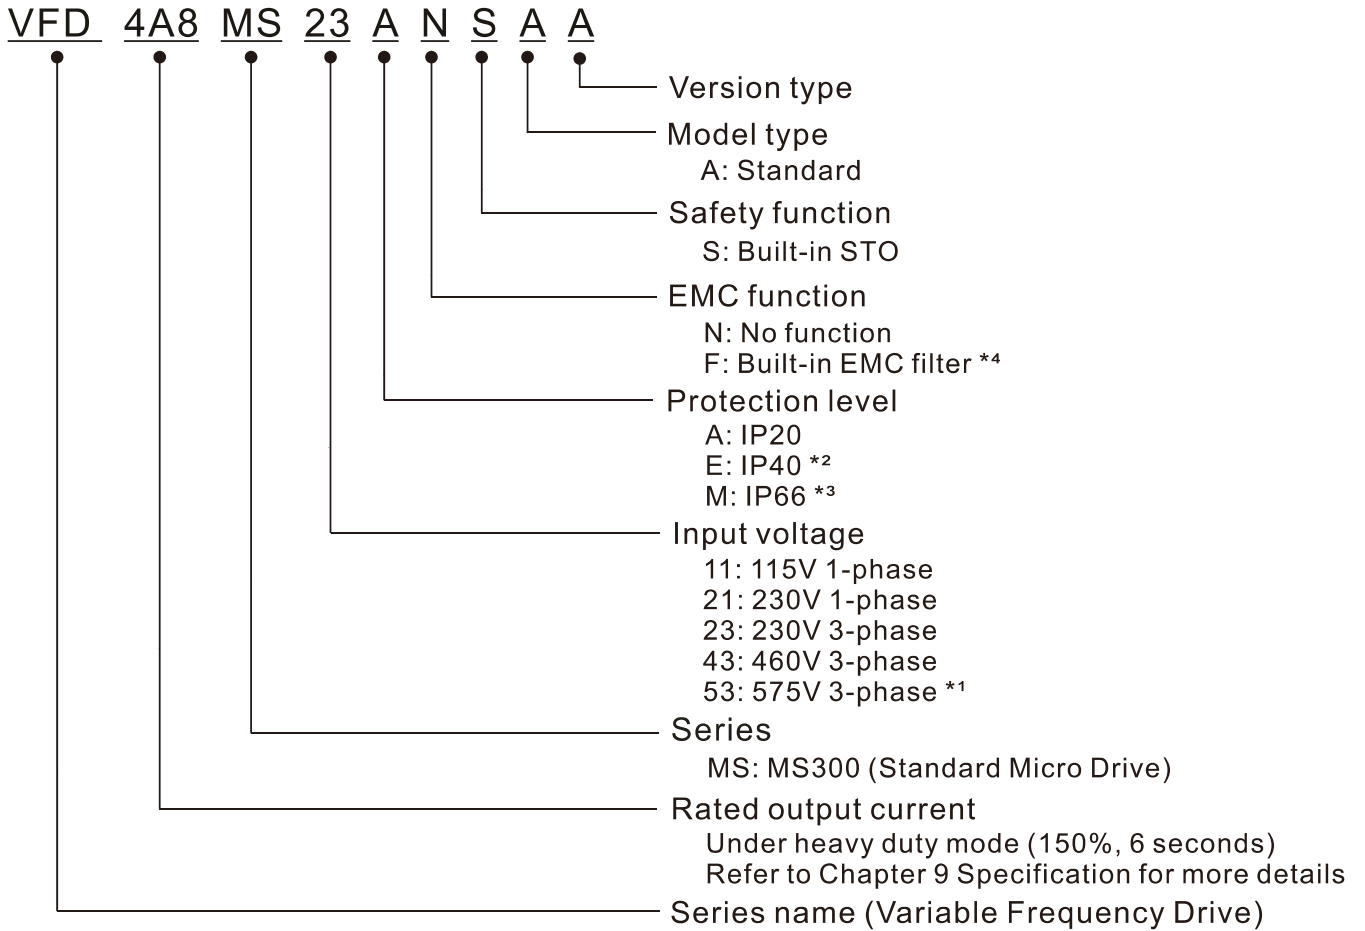 VFD 4A8 MS 23 A N S A A
Version type
Model type
A: Standard
Safety function
S: Built-in STO
EMC function
N: No function
F: Built-in EMC filter *⁴
Protection level
A: IP20
E: IP40 *²
M: IP66 *³
Input voltage
11: 115V 1-phase
21: 230V 1-phase
23: 230V 3-phase
43: 460V 3-phase
53: 575V 3-phase *¹
Series
MS: MS300 (Standard Micro Drive)
Rated output current
Under heavy duty mode (150%, 6 seconds)
Refer to Chapter 9 Specification for more details
Series name (Variable Frequency Drive)